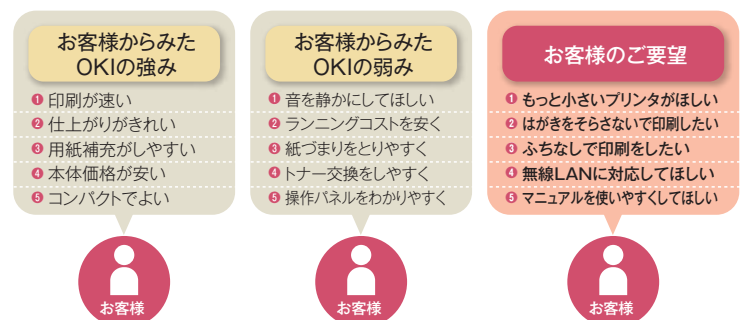 お客様からみた
OKIの強み
❶ 印刷が速い
❷ 仕上がりがきれい
❸ 用紙補充がしやすい
❹ 本体価格が安い
❺ コンパクトでよい
お客様
お客様からみた
OKIの弱み
❶ 音を静かにしてほしい
❷ ランニングコストを安く
❸ 紙づまりをとりやすく
❹ トナー交換をしやすく
❺ 操作パネルをわかりやすく
お客様
お客様のご要望
❶ もっと小さいプリンタがほしい
❷ はがきをそらさないで印刷したい
❸ ふちなしで印刷をしたい
❹ 無線LANに対応してほしい
❺ マニュアルを使いやすくしてほしい
お客様